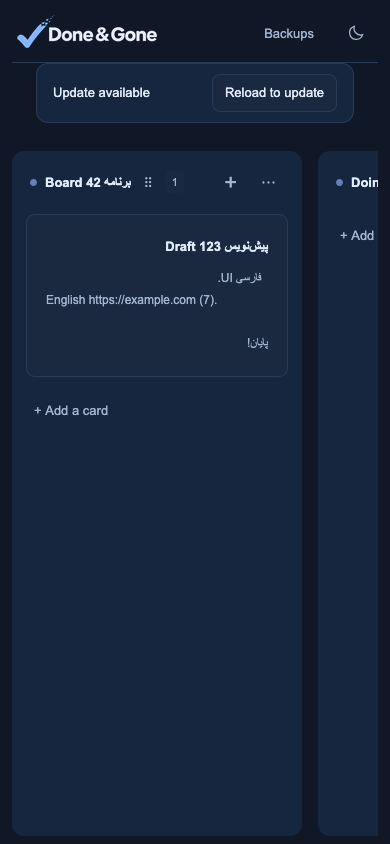 Done & Gone
Backups
Update available
Reload to update
Board 42 برنامه
1
Doin
پیش‌نویس Draft 123
فارسی UI.
English https://example.com (7).
پایان!
+ Add a card
+ Add